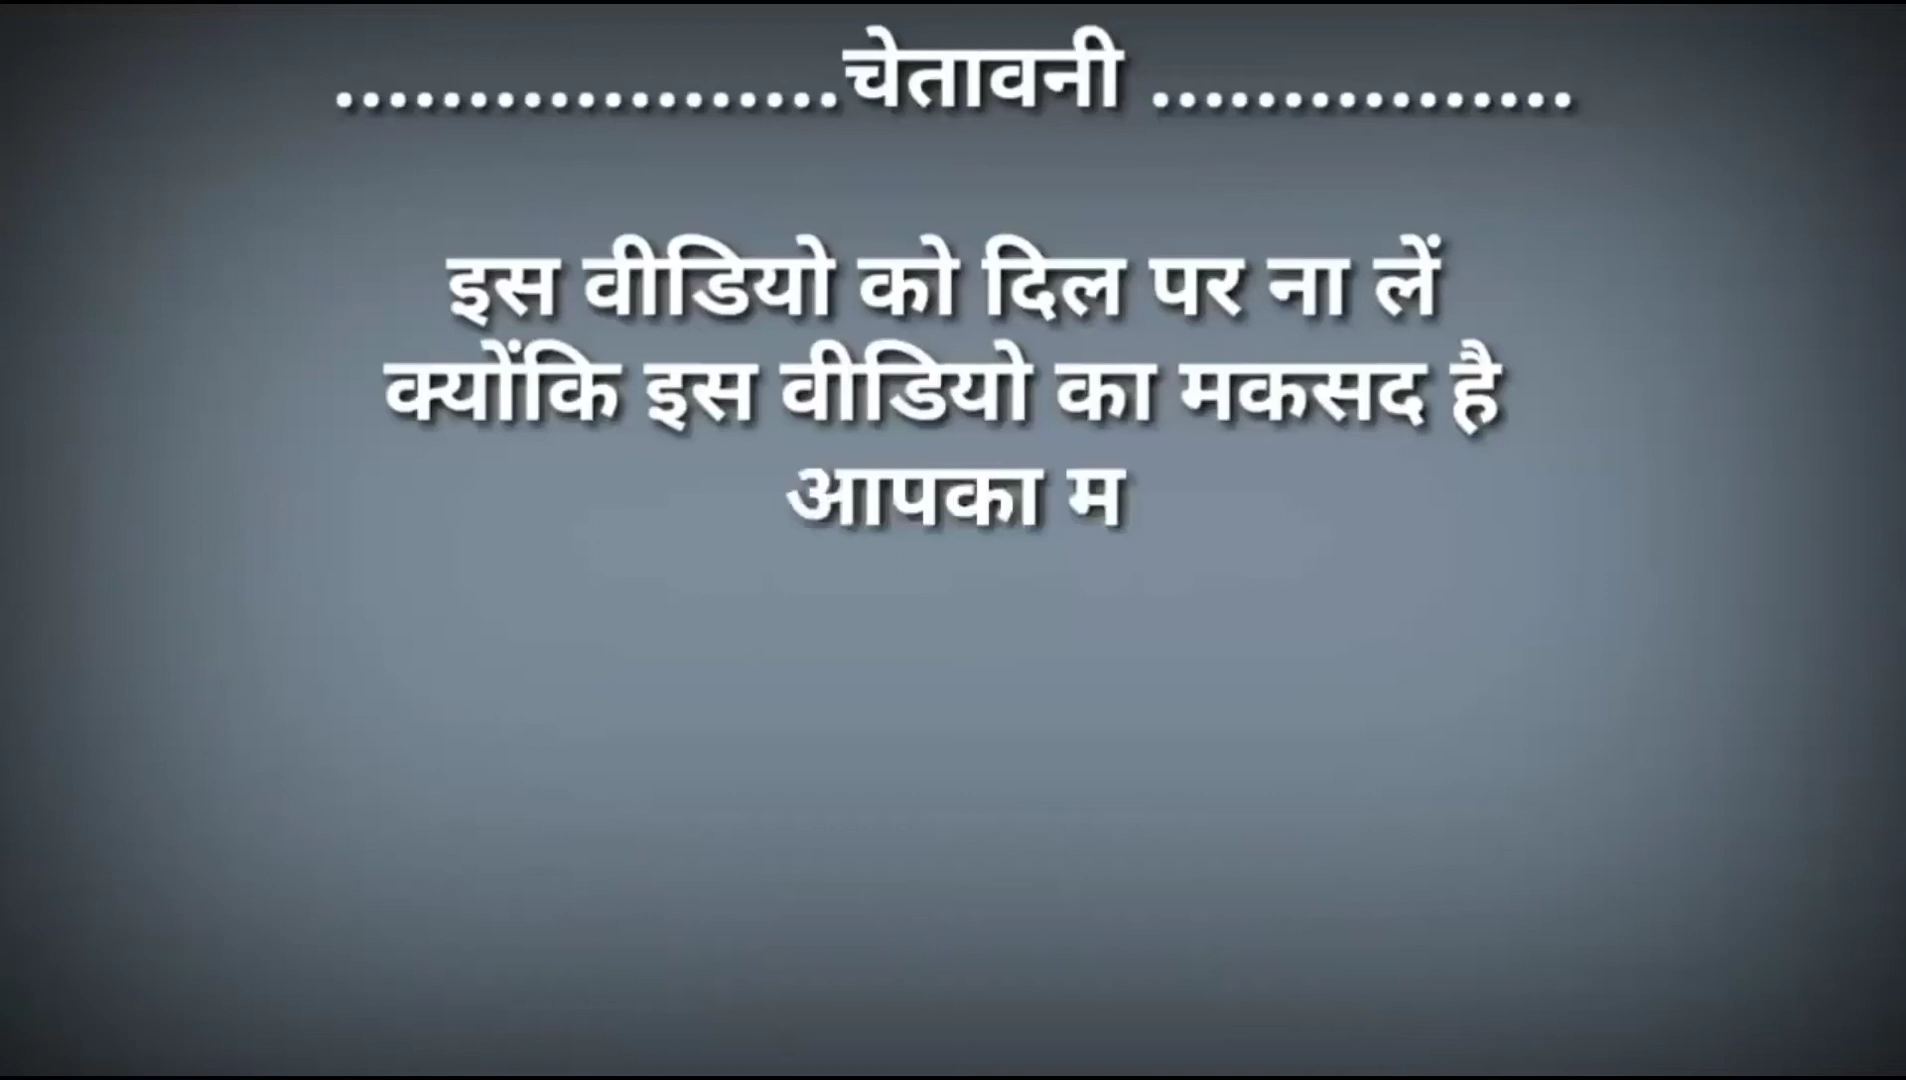 ...................चेतावनी ................
इस वीडियो को दिल पर ना लें
क्योंकि इस वीडियो का मकसद है
आपका म